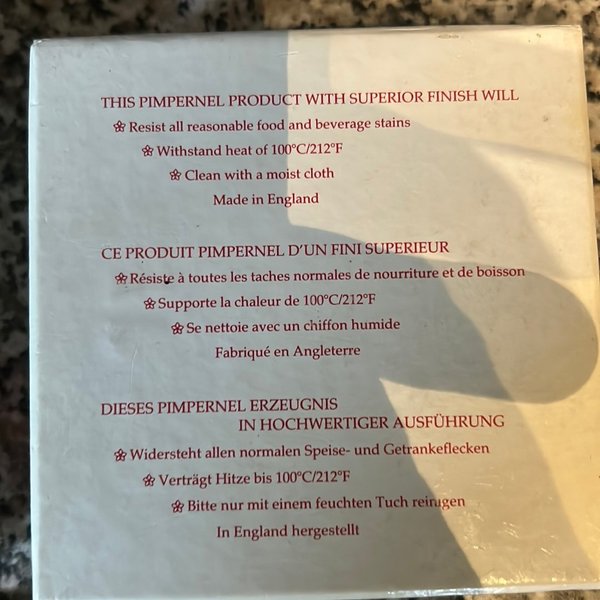 THIS PIMPERNEL PRODUCT WITH SUPERIOR FINISH WILL
Resist all reasonable food and beverage stains
Withstand heat of 100°C/212°F
Clean with a moist cloth
Made in England
CE PRODUIT PIMPERNEL D'UN FINI SUPERIEUR
Résiste à toutes les taches normales de nourriture et de boisson
Supporte la chaleur de 100°C/212°F
Se nettoie avec un chiffon humide
Fabriqué en Angleterre
DIESES PIMPERNEL ERZEUGNIS
IN HOCHWERTIGER AUSFÜHRUNG
Widersteht allen normalen Speise- und Getrankeflecken
Verträgt Hitze bis 100°C/212°F
Bitte nur mit einem feuchten Tuch reinigen
In England hergestellt